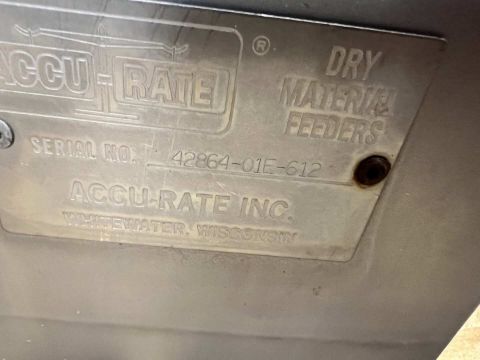 ACCU-RATE ®
DRY
MATERIAL
FEEDERS
SERIAL NO. 42864-01E-612
ACCU-RATE INC.
WHITEWATER, WISCONSIN